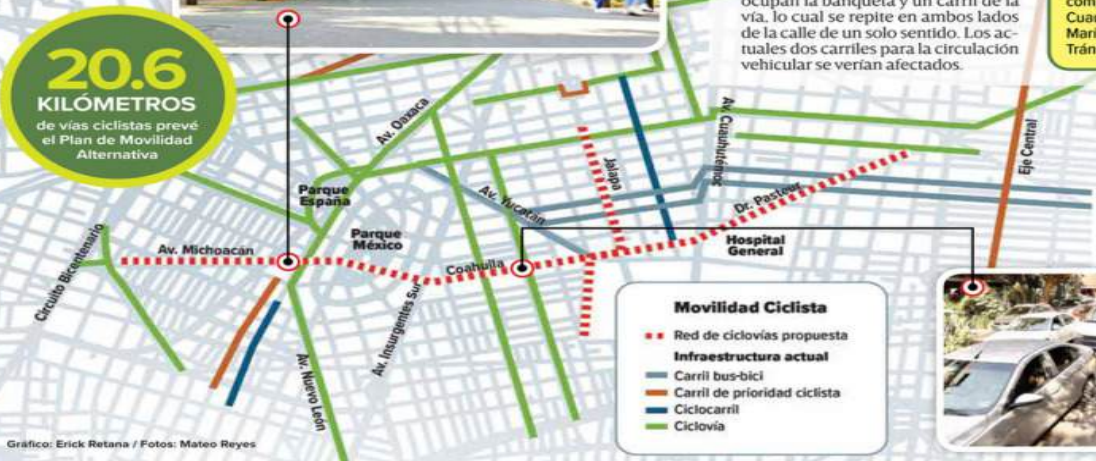 ocupan la banqueta y un carril de la
vía, lo cual se repite en ambos lados
de la calle de un solo sentido. Los ac-
tuales dos carriles para la circulación
vehicular se verían afectados.
20.6
KILÓMETROS
de vías ciclistas prevé
el Plan de Movilidad
Alternativa
Av. Oaxaca
Av. Cuauhtémoc
Eje Central
Jalapa
Parque
España
Av. Yucatán
Dr. Pasteur
Parque
México
Av. Michoacán
Hospital
General
Circuito Bicentenario
Coahuila
Av. Insurgentes Sur
Av. Nuevo León
Movilidad Ciclista
Red de ciclovías propuesta
Infraestructura actual
Carril bus-bici
Carril de prioridad ciclista
Ciclocarril
Ciclovía
Gráfico: Erick Retana / Fotos: Mateo Reyes